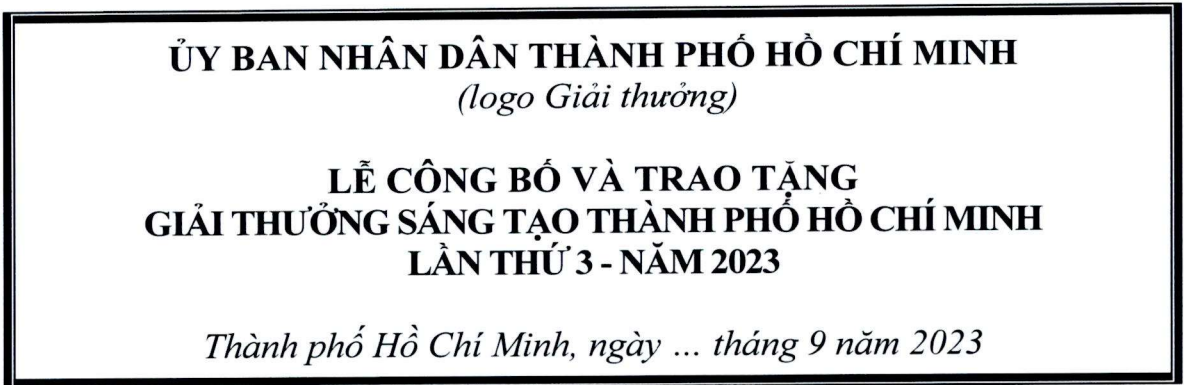 ỦY BAN NHÂN DÂN THÀNH PHỐ HỒ CHÍ MINH
(logo Giải thưởng)
LỄ CÔNG BỐ VÀ TRAO TẶNG
GIẢI THƯỞNG SÁNG TẠO THÀNH PHỐ HỒ CHÍ MINH
LẦN THỨ 3 - NĂM 2023
Thành phố Hồ Chí Minh, ngày ... tháng 9 năm 2023